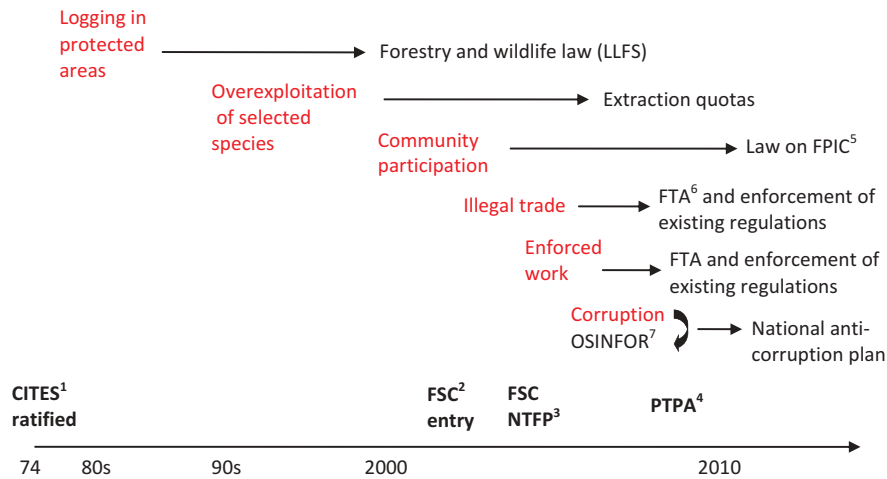 Logging in
protected
areas
Forestry and wildlife law (LLFS)
Overexploitation
of selected
species
Extraction quotas
Community
participation
Law on FPIC⁵
Illegal trade
FTA⁶ and enforcement of
existing regulations
Enforced
work
FTA and enforcement of
existing regulations
Corruption
OSINFOR⁷
National anti-
corruption plan
CITES¹
ratified
FSC²
entry
FSC
NTFP³
PTPA⁴
74 80s 90s 2000 2010